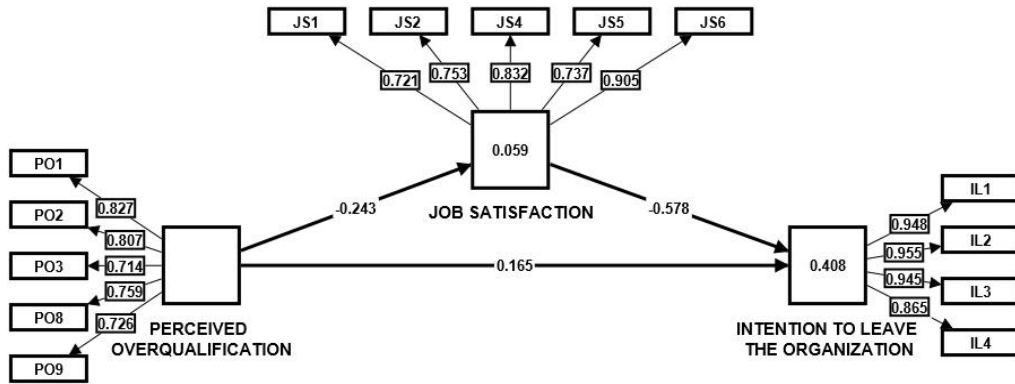 JS1 JS2 JS4 JS5 JS6
0.721 0.753 0.832 0.737 0.905
0.059
JOB SATISFACTION
PO1
PO2
PO3
PO8
PO9
0.827
0.807
0.714
0.759
0.726
PERCEIVED
OVERQUALIFICATION
-0.243
-0.578
0.165
0.408
INTENTION TO LEAVE
THE ORGANIZATION
0.948
0.955
0.945
0.865
IL1
IL2
IL3
IL4